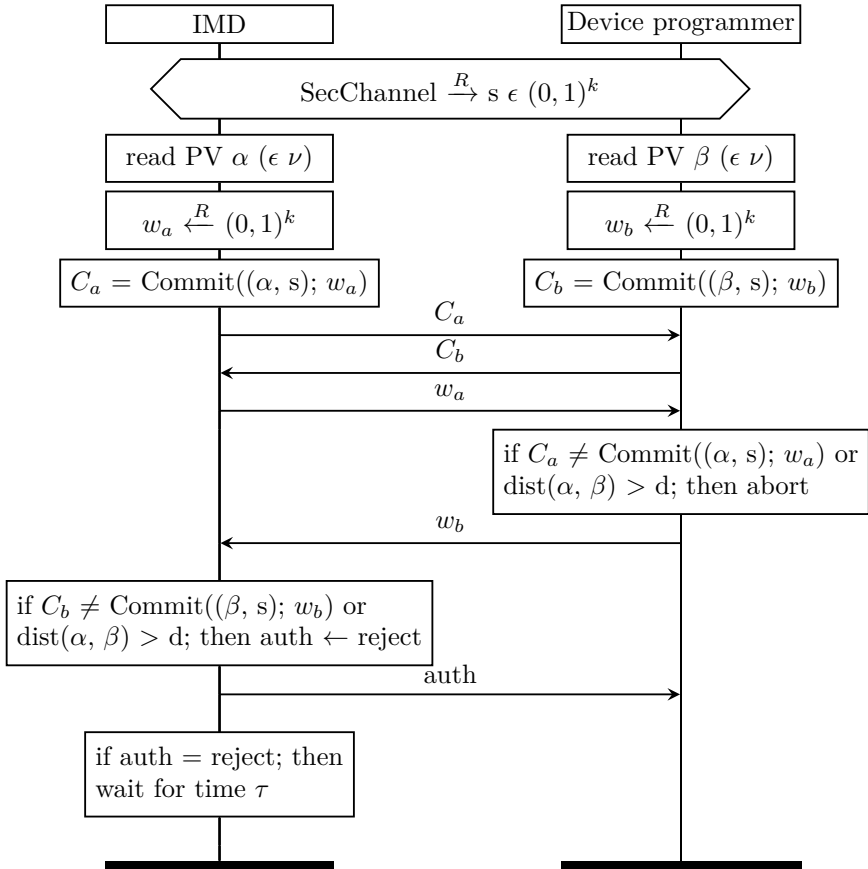 IMD
Device programmer
SecChannel $\xrightarrow{R}$ s ϵ (0, 1)^k
read PV α (ϵ ν)
read PV β (ϵ ν)
w_a $\xleftarrow{R}$ (0, 1)^k
w_b $\xleftarrow{R}$ (0, 1)^k
C_a = Commit((α, s); w_a)
C_b = Commit((β, s); w_b)
C_a
C_b
w_a
if C_a ≠ Commit((α, s); w_a) or
dist(α, β) > d; then abort
w_b
if C_b ≠ Commit((β, s); w_b) or
dist(α, β) > d; then auth ← reject
auth
if auth = reject; then
wait for time τ